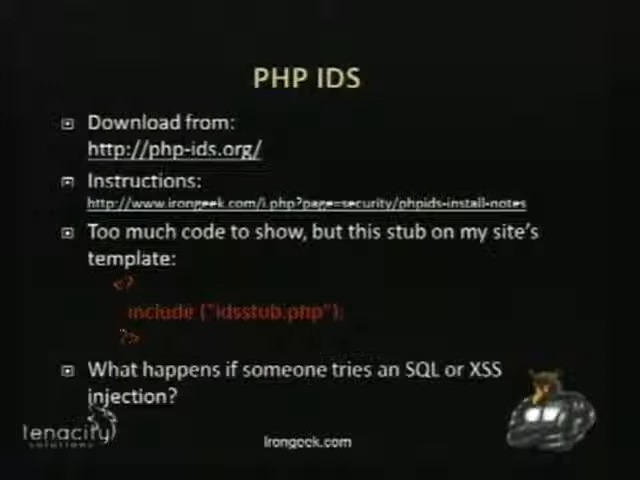 PHP IDS
Download from:
http://php-ids.org/
Instructions:
http://www.irongeek.com/i.php?page=security/phpids-install-notes
Too much code to show, but this stub on my site's
template:
<?
include ("idsstub.php");
?>
What happens if someone tries an SQL or XSS
injection?
tenacity
solutions
Irongeek.com